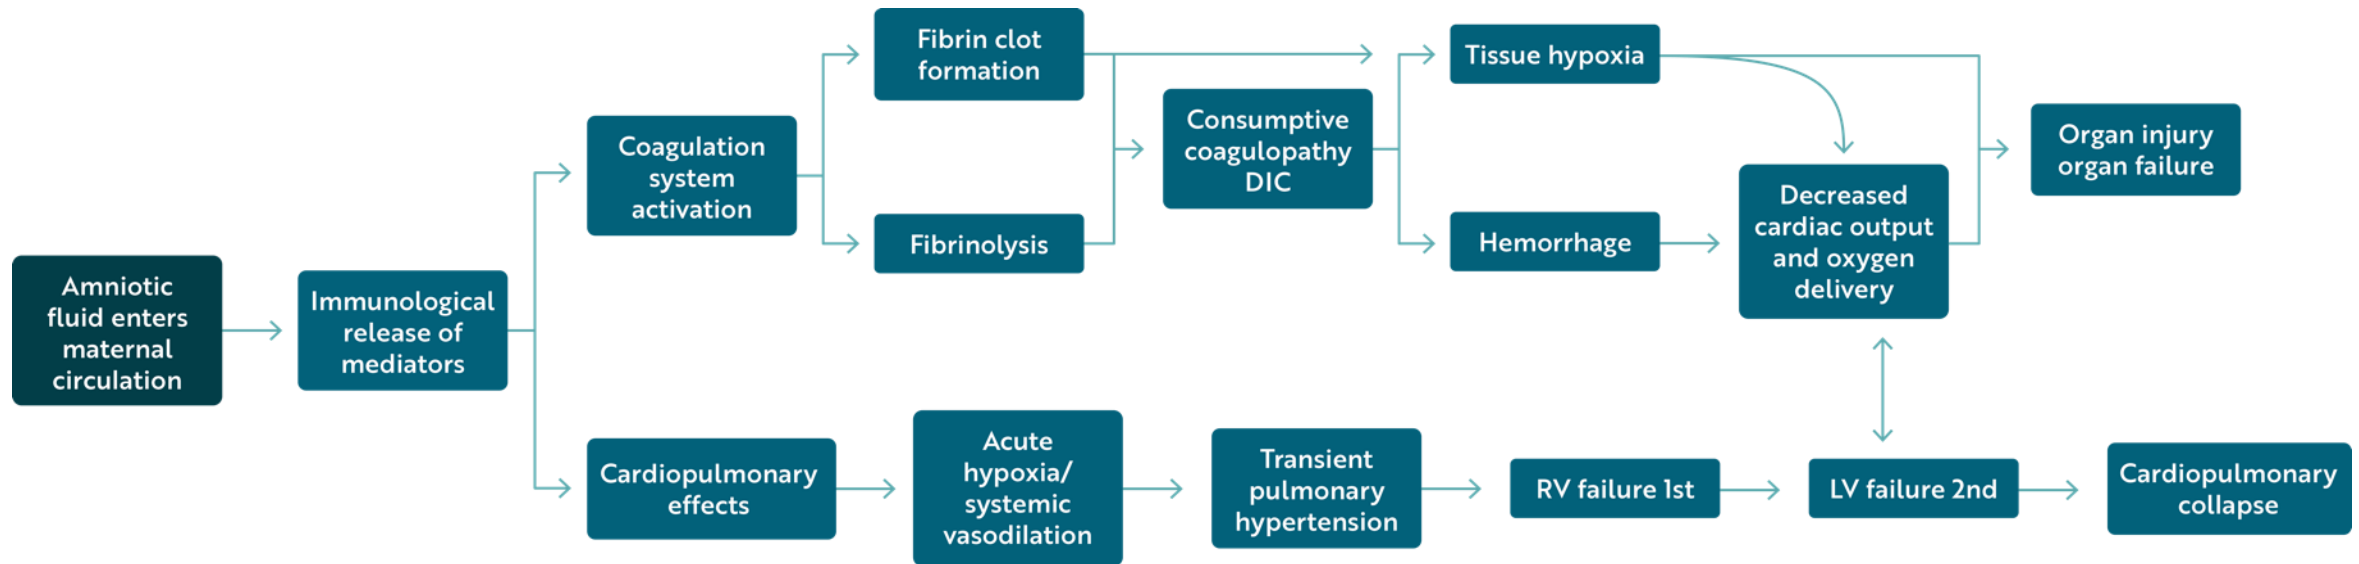 Amniotic
fluid enters
maternal
circulation
Immunological
release of
mediators
Coagulation
system
activation
Fibrin clot
formation
Fibrinolysis
Consumptive
coagulopathy
DIC
Tissue hypoxia
Hemorrhage
Decreased
cardiac output
and oxygen
delivery
Organ injury
organ failure
Cardiopulmonary
effects
Acute
hypoxia/
systemic
vasodilation
Transient
pulmonary
hypertension
RV failure 1st
LV failure 2nd
Cardiopulmonary
collapse